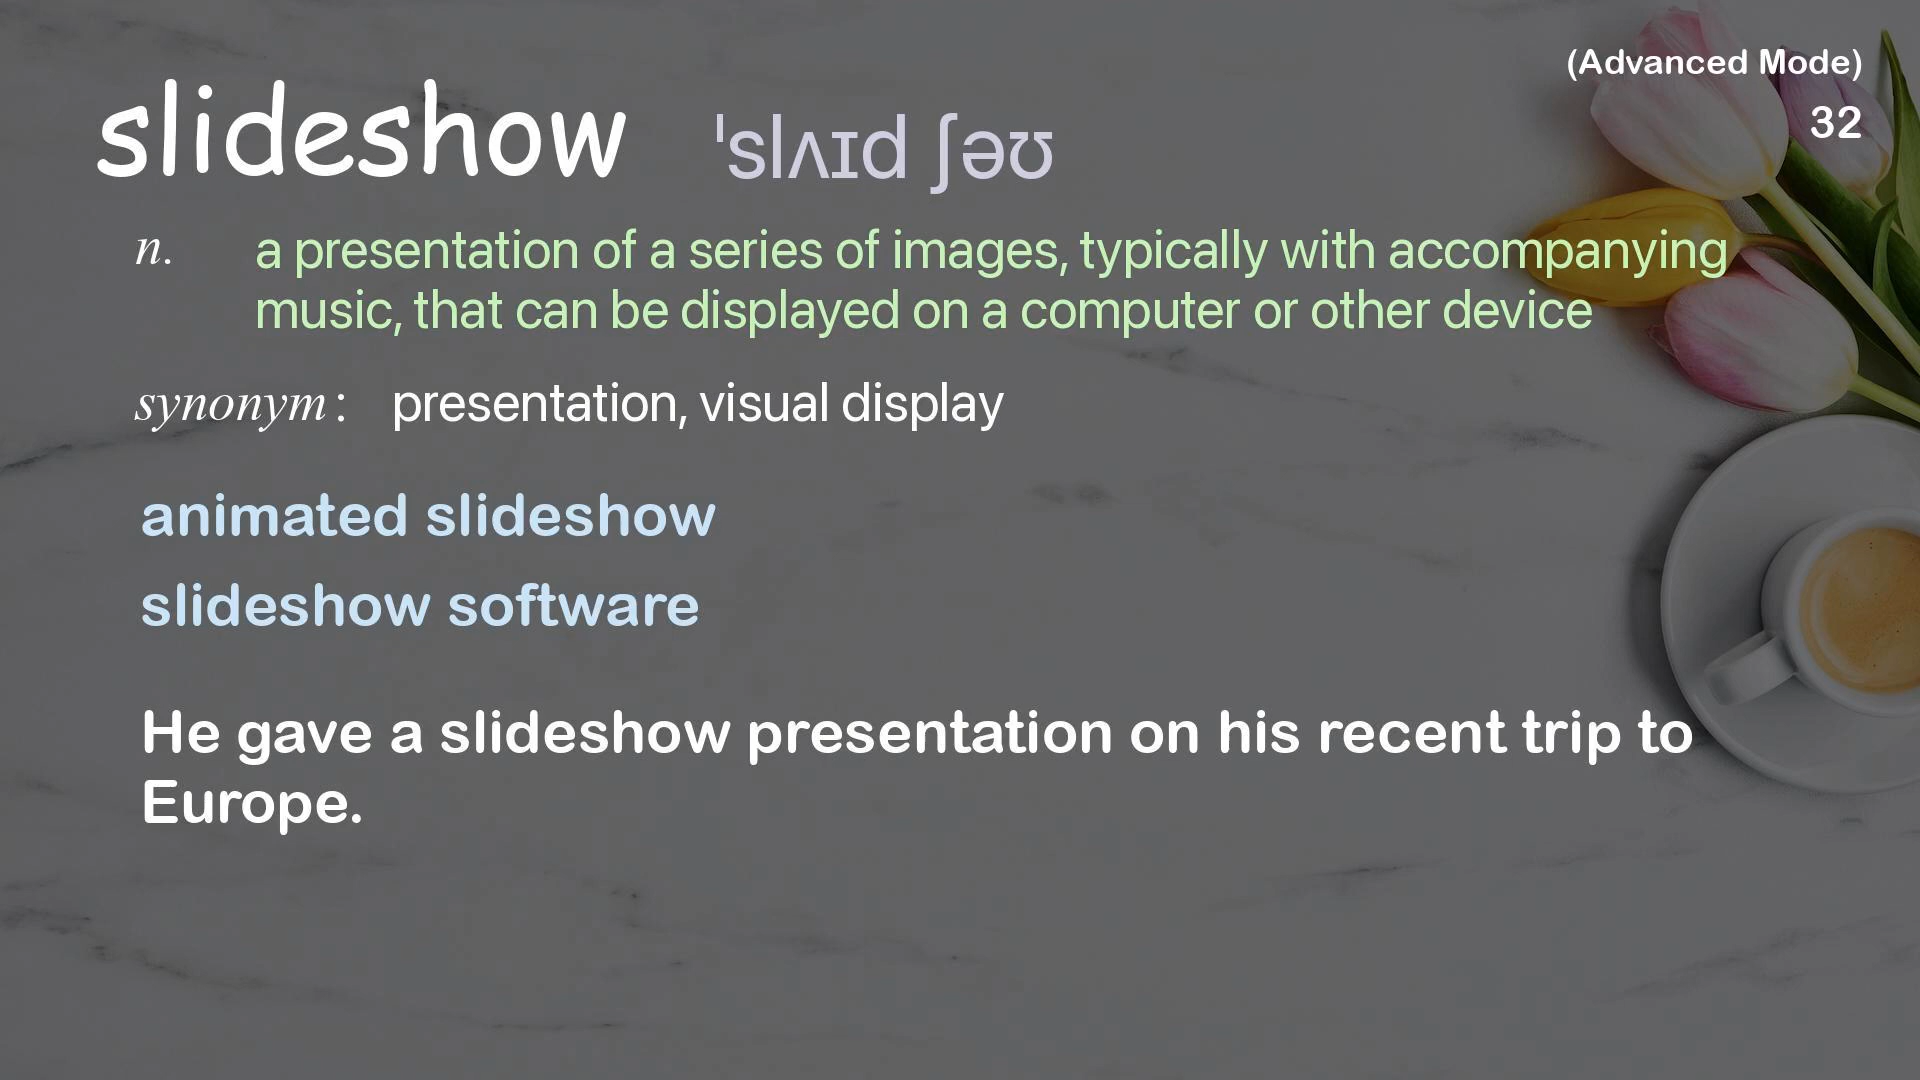 (Advanced Mode)
32
slideshow ˈslʌɪd ʃəʊ
n. a presentation of a series of images, typically with accompanying
music, that can be displayed on a computer or other device
synonym: presentation, visual display
animated slideshow
slideshow software
He gave a slideshow presentation on his recent trip to
Europe.